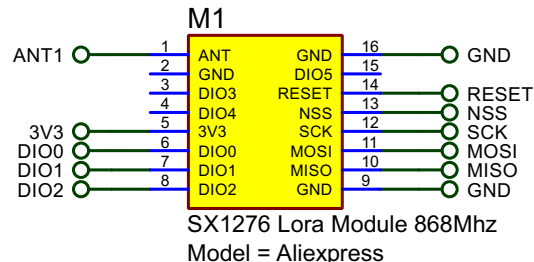 M1
ANT1 1 ANT GND 16 GND
2 GND DIO5 15
3 DIO3 RESET 14 RESET
4 DIO4 NSS 13 NSS
3V3 5 3V3 SCK 12 SCK
DIO0 6 DIO0 MOSI 11 MOSI
DIO1 7 DIO1 MISO 10 MISO
DIO2 8 DIO2 GND 9 GND
SX1276 Lora Module 868Mhz
Model = Aliexpress